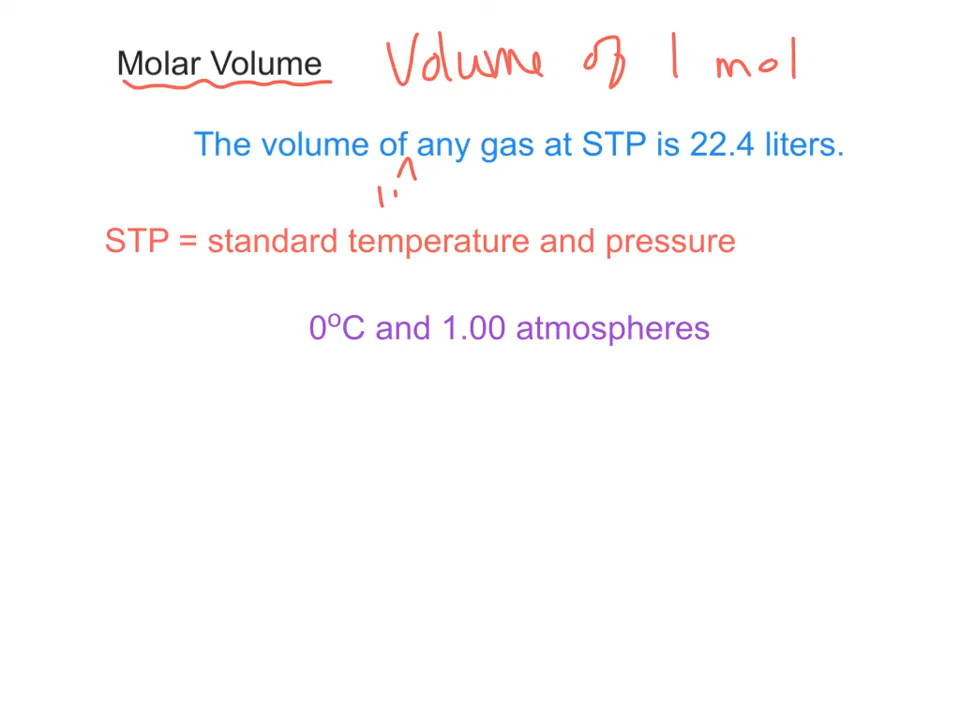 Molar Volume Volume of 1 mol
The volume of any gas at STP is 22.4 liters.
STP = standard temperature and pressure
0°C and 1.00 atmospheres